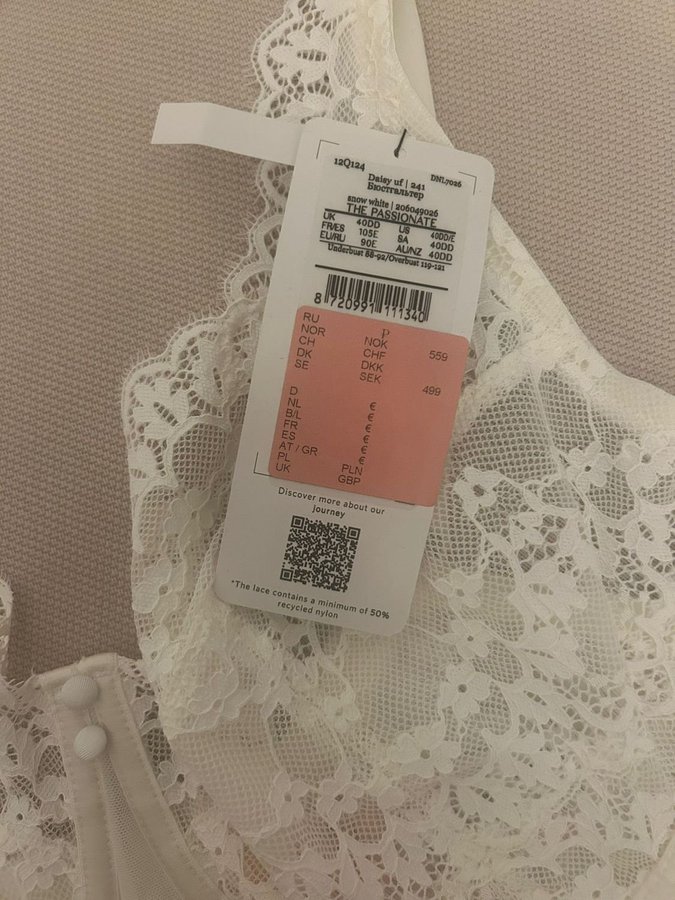 12Q124 DNL7026
Daisy uf | 241
Бюстгальтер
snow white | 206049026
THE PASSIONATE
UK 40DD US 40DD/E
FR/ES 105E SA 40DD
EU/RU 90E AU/NZ 40DD
Underbust 88-92/Overbust 119-121
8 720991 111340
RU P
NOR NOK 559
CH CHF
DK DKK
SE SEK 499
D €
NL €
B/L €
FR €
ES €
AT / GR €
PL PLN
UK GBP
Discover more about our
journey
*The lace contains a minimum of 50%
recycled nylon